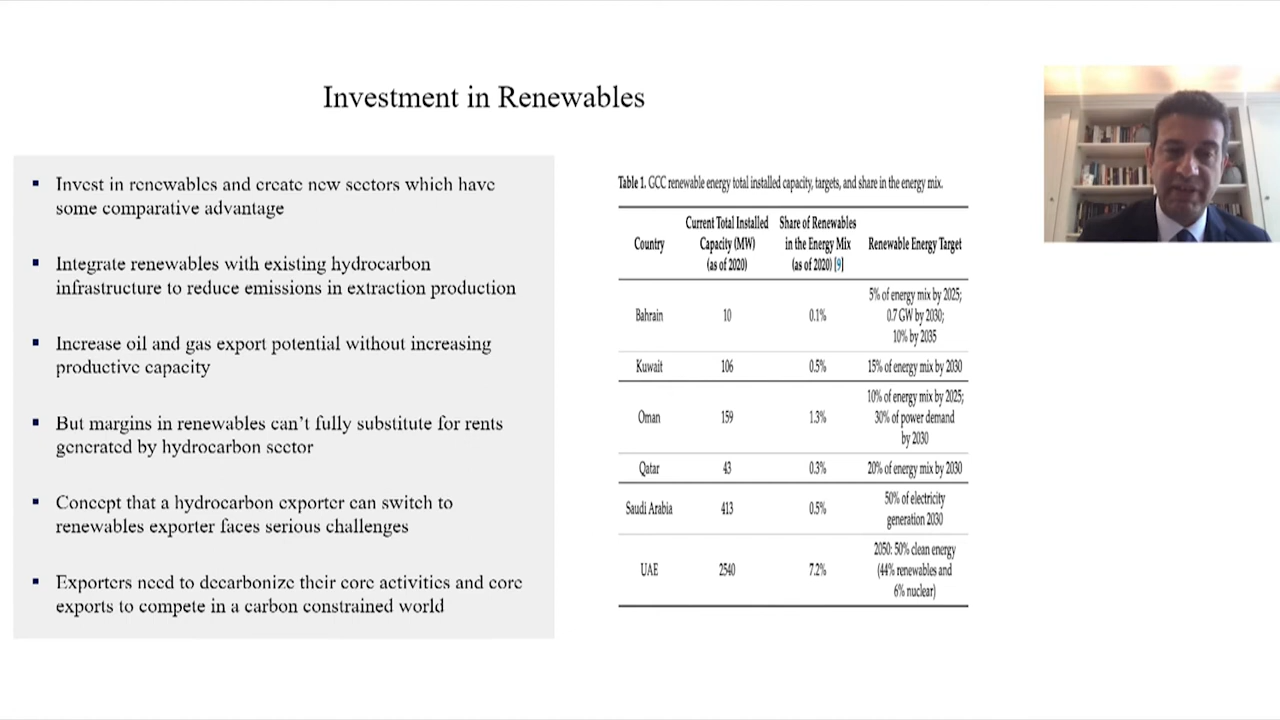 Investment in Renewables
▪ Invest in renewables and create new sectors which have
some comparative advantage
▪ Integrate renewables with existing hydrocarbon
infrastructure to reduce emissions in extraction production
▪ Increase oil and gas export potential without increasing
productive capacity
▪ But margins in renewables can't fully substitute for rents
generated by hydrocarbon sector
▪ Concept that a hydrocarbon exporter can switch to
renewables exporter faces serious challenges
▪ Exporters need to decarbonize their core activities and core
exports to compete in a carbon constrained world
Table 1. GCC renewable energy total installed capacity, targets, and share in the energy mix.
Country
Current Total Installed
Capacity (MW)
(as of 2020)
Share of Renewables
in the Energy Mix
(as of 2020) [9]
Renewable Energy Target
Bahrain
10
0.1%
5% of energy mix by 2025;
0.7 GW by 2030;
10% by 2035
Kuwait
106
0.5%
15% of energy mix by 2030
Oman
159
1.3%
10% of energy mix by 2025;
30% of power demand
by 2030
Qatar
43
0.3%
20% of energy mix by 2030
Saudi Arabia
413
0.5%
50% of electricity
generation 2030
UAE
2540
7.2%
2050: 50% clean energy
(44% renewables and
6% nuclear)